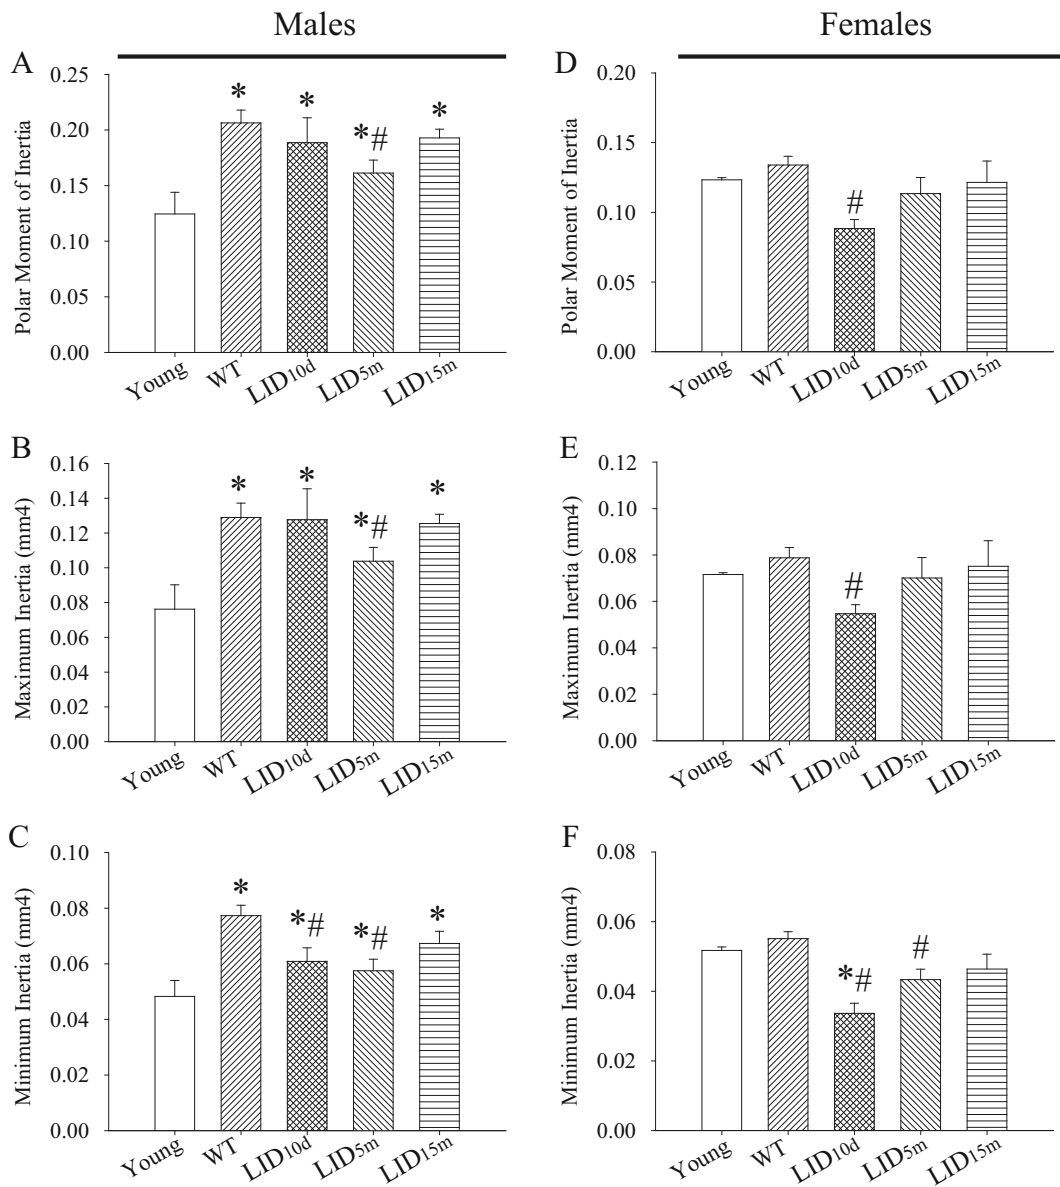 Males
Females
A
Polar Moment of Inertia
0.25
0.20
0.15
0.10
0.05
0.00
*
*
*#
*
Young
WT
LID10d
LID5m
LID15m
D
Polar Moment of Inertia
0.20
0.15
0.10
0.05
0.00
#
Young
WT
LID10d
LID5m
LID15m
B
Maximum Inertia (mm4)
0.16
0.14
0.12
0.10
0.08
0.06
0.04
0.02
0.00
*
*
*#
*
Young
WT
LID10d
LID5m
LID15m
E
Maximum Inertia (mm4)
0.12
0.10
0.08
0.06
0.04
0.02
0.00
#
Young
WT
LID10d
LID5m
LID15m
C
Minimum Inertia (mm4)
0.10
0.08
0.06
0.04
0.02
0.00
*
*#
*#
*
Young
WT
LID10d
LID5m
LID15m
F
Minimum Inertia (mm4)
0.08
0.06
0.04
0.02
0.00
*#
#
Young
WT
LID10d
LID5m
LID15m